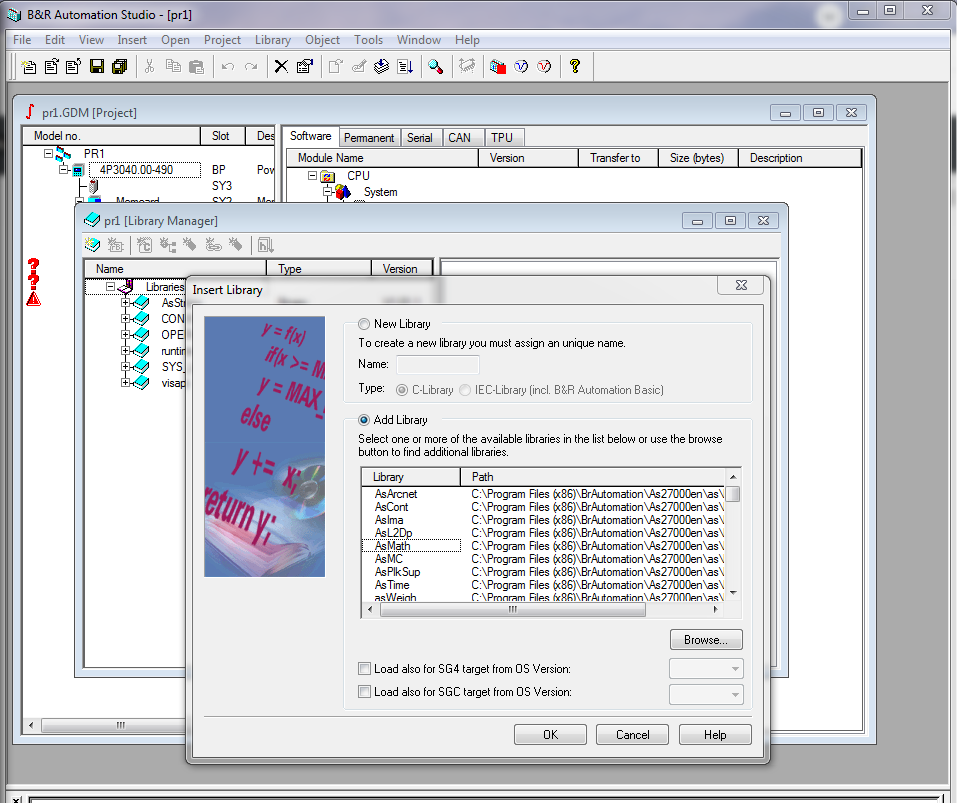 B&R Automation Studio - [pr1]
File Edit View Insert Open Project Library Object Tools Window Help
pr1.GDM [Project]
Model no. Slot Des
Software Permanent Serial CAN TPU
Module Name Version Transfer to Size (bytes) Description
PR1
CPU
4P3040.00-490 BP Pow
System
SY3
pr1 [Library Manager]
Name Type Version
Libraries
AsStr
CON
OPE
runtin
SYS_
visap
Insert Library
y = f(x)
if(x >= M
y = MAX_
else
y += x;
return y;
New Library
To create a new library you must assign an unique name.
Name:
Type: C-Library IEC-Library (incl. B&R Automation Basic)
Add Library
Select one or more of the available libraries in the list below or use the browse
button to find additional libraries.
Library Path
AsArcnet C:\Program Files (x86)\BrAutomation\As27000en\as\
AsCont C:\Program Files (x86)\BrAutomation\As27000en\as\
AsIma C:\Program Files (x86)\BrAutomation\As27000en\as\
AsL2Dp C:\Program Files (x86)\BrAutomation\As27000en\as\
AsMath C:\Program Files (x86)\BrAutomation\As27000en\as\
AsMC C:\Program Files (x86)\BrAutomation\As27000en\as\
AsPlkSup C:\Program Files (x86)\BrAutomation\As27000en\as\
AsTime C:\Program Files (x86)\BrAutomation\As27000en\as\
asWeigh C:\Program Files (x86)\BrAutomation\As27000en\as\
Browse...
Load also for SG4 target from OS Version:
Load also for SGC target from OS Version:
OK Cancel Help